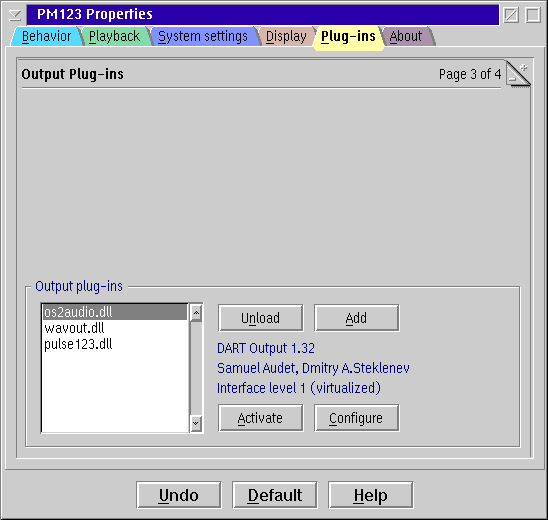 PM123 Properties
Behavior Playback System settings Display Plug-ins About
Output Plug-ins Page 3 of 4
Output plug-ins
os2audio.dll
wavout.dll
pulse123.dll
Unload Add
DART Output 1.32
Samuel Audet, Dmitry A.Steklenev
Interface level 1 (virtualized)
Activate Configure
Undo Default Help